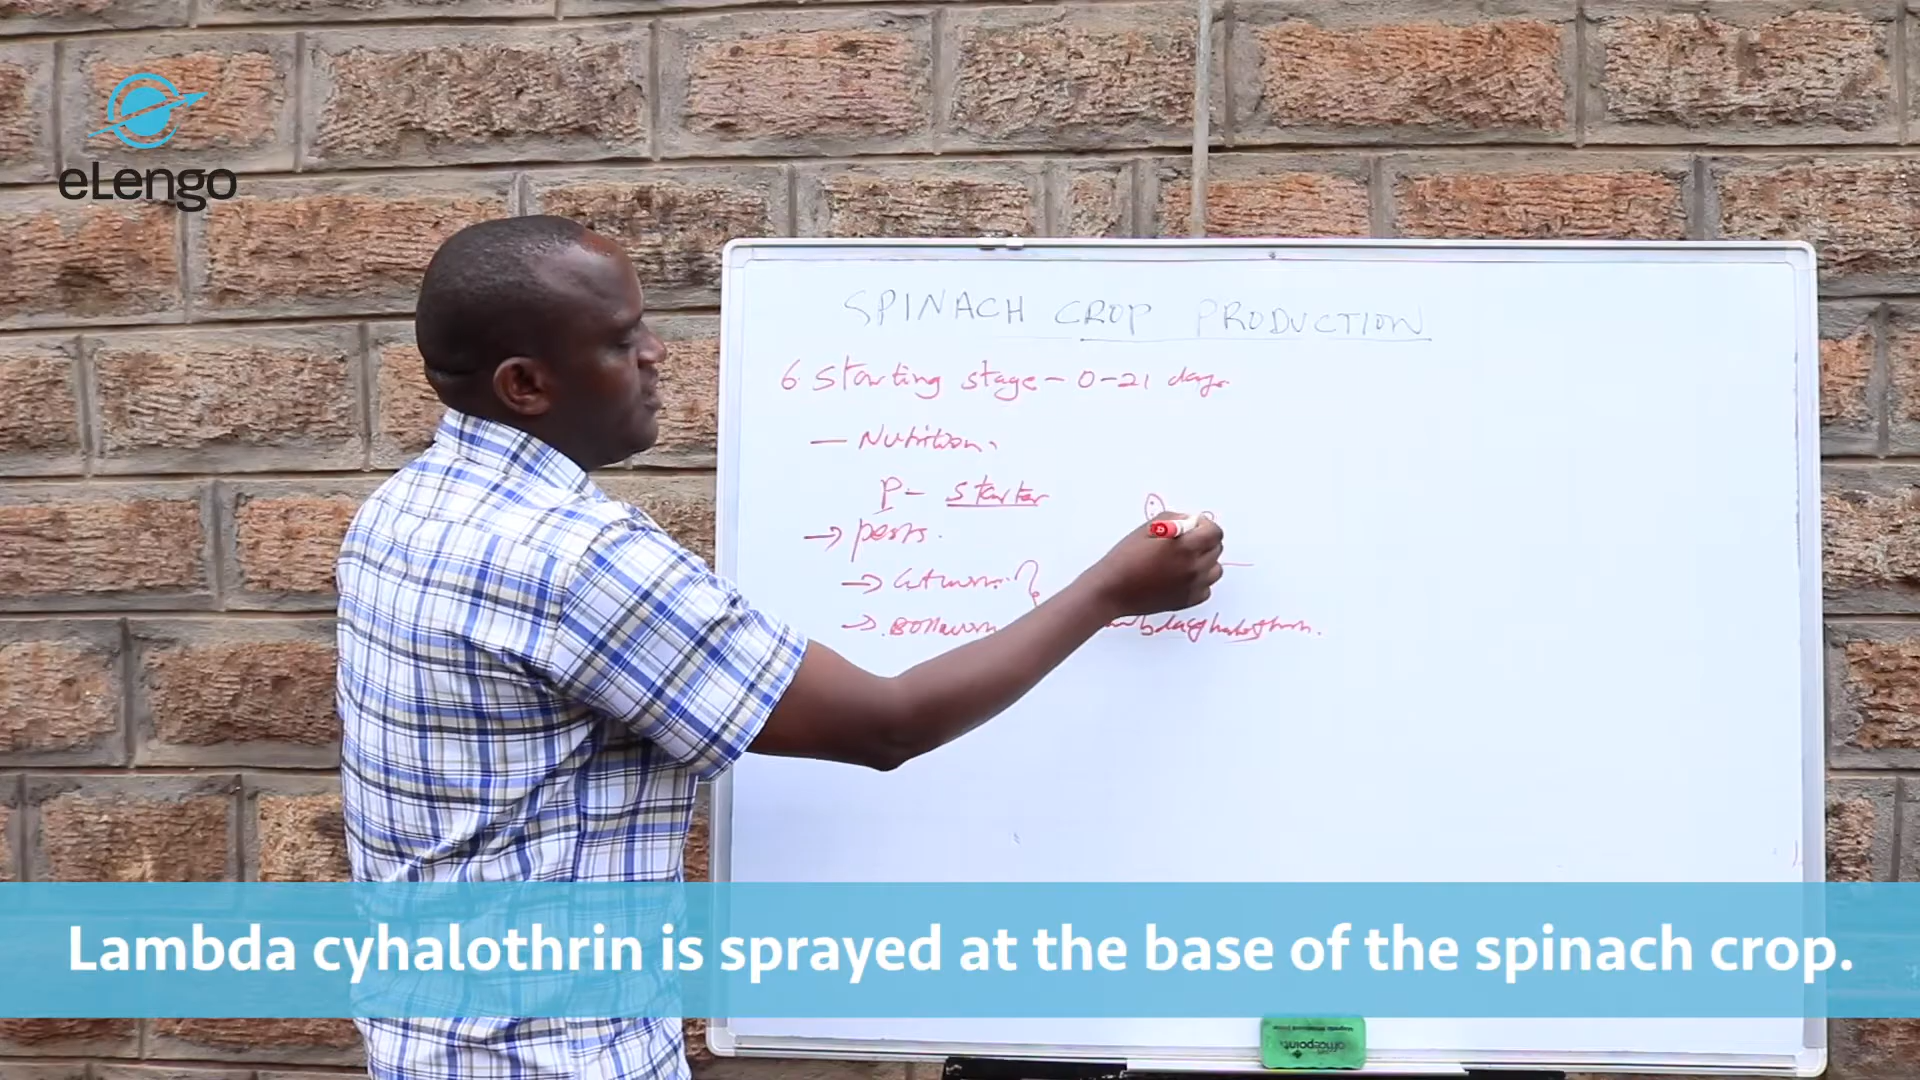 eLengo
SPINACH CROP PRODUCTION
6. Starting stage - 0-21 days
- Nutrition.
P - starter
→ pests.
→ Cutworm.
→ Bollworm
Lambda cyhalothrin is sprayed at the base of the spinach crop.
officepoint